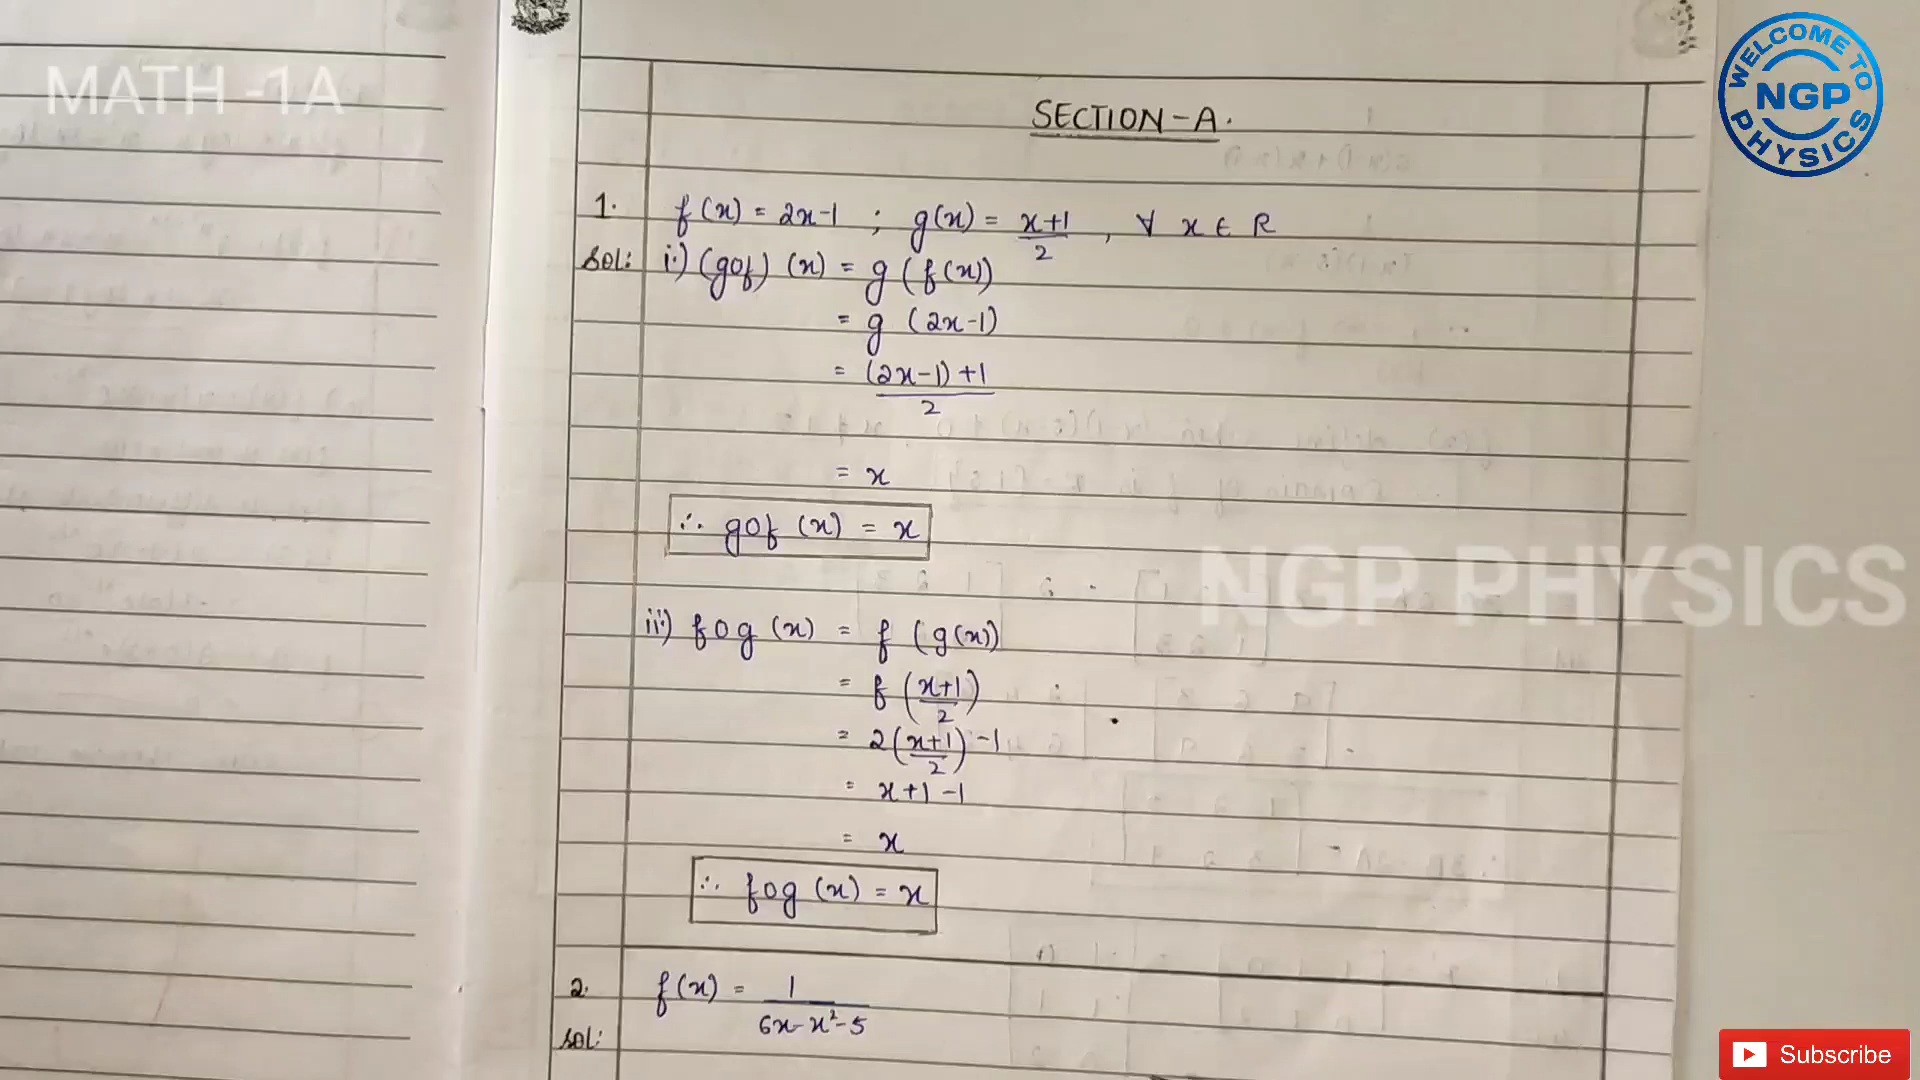 MATH -1A
WELCOME TO
NGP
PHYSICS
SECTION-A.
1. f(x) = 2x-1 ; g(x) = x+1/2 , ∀ x ∈ R
Sol: i) (gof) (x) = g (f(x))
= g (2x-1)
= (2x-1)+1/2
= x
∴ gof (x) = x
NGP PHYSICS
ii) fog (x) = f (g(x))
= f (x+1/2)
= 2(x+1/2) -1
= x+1-1
= x
∴ fog (x) = x
2. f(x) = 1/6x-x²-5
Sol:
Subscribe